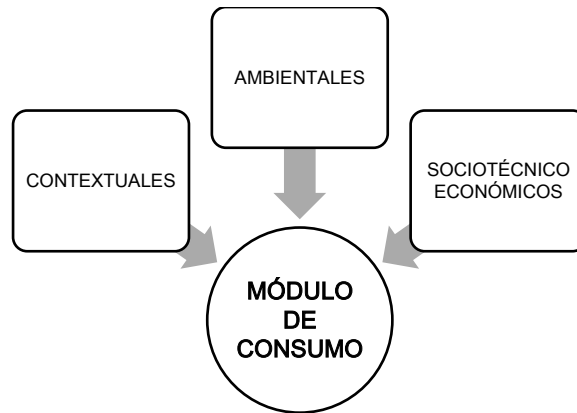 AMBIENTALES
CONTEXTUALES
SOCIOTÉCNICO
ECONÓMICOS
MÓDULO
DE
CONSUMO